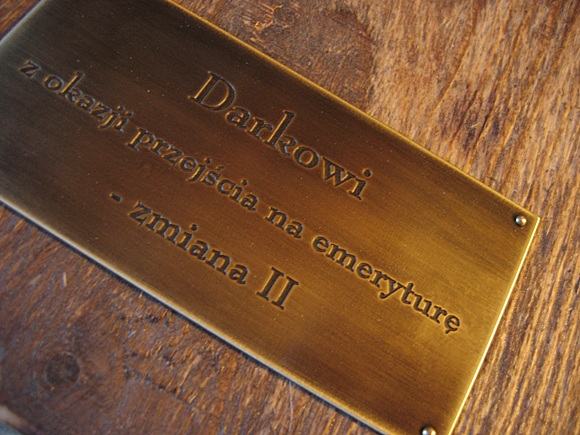 Darkowi
z okazji przejścia na emeryturę
- zmiana II